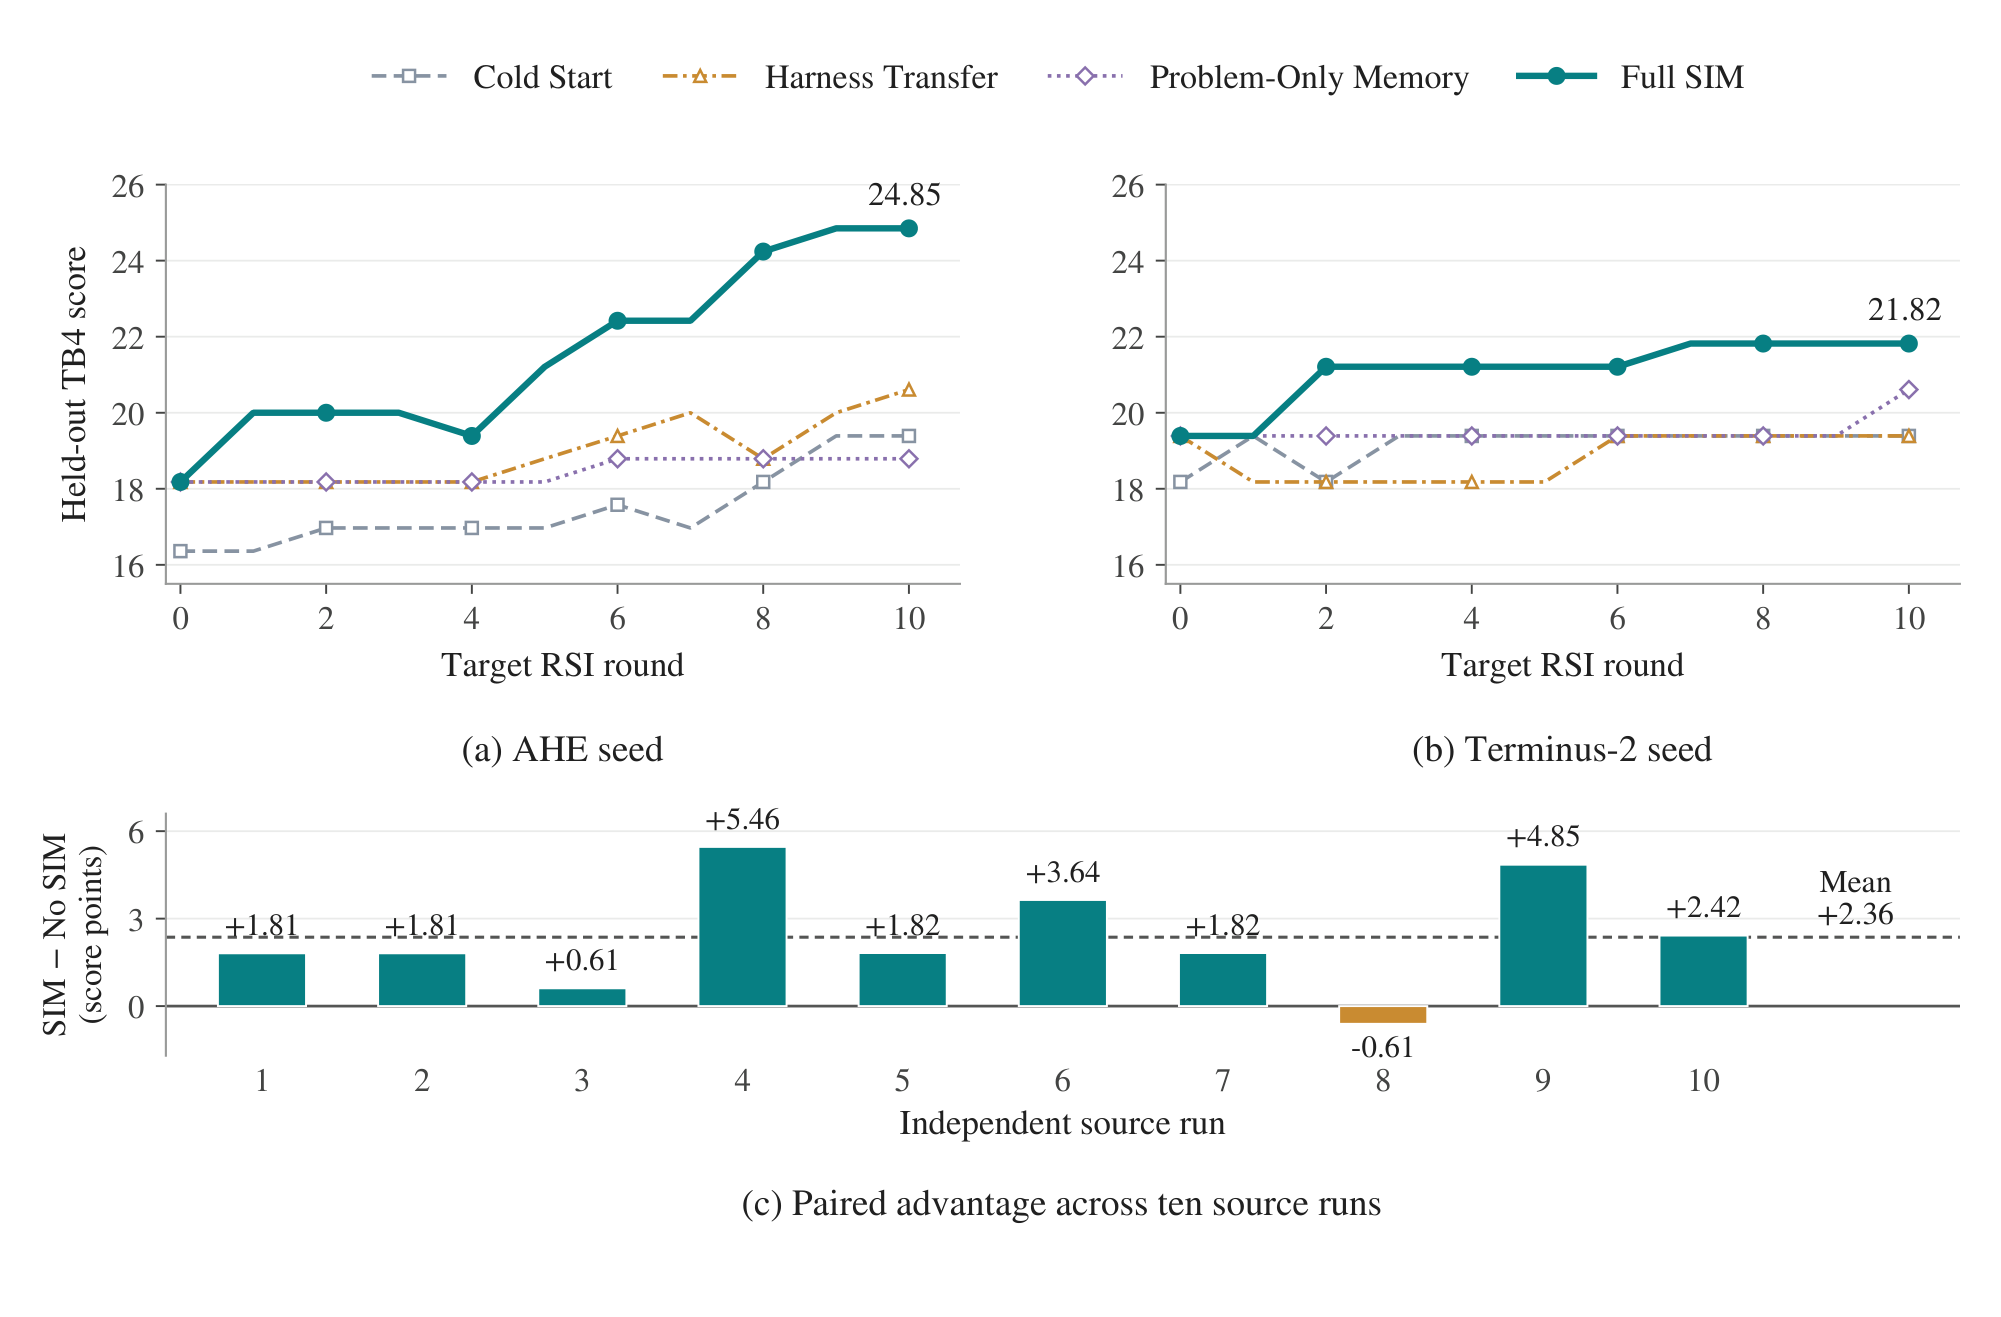 Cold Start
Harness Transfer
Problem-Only Memory
Full SIM
Held-out TB4 score
26
24
22
20
18
16
24.85
0 2 4 6 8 10
Target RSI round
(a) AHE seed
26
24
22
20
18
16
21.82
0 2 4 6 8 10
Target RSI round
(b) Terminus-2 seed
SIM − No SIM
(score points)
6
3
0
+1.81
+1.81
+0.61
+5.46
+1.82
+3.64
+1.82
-0.61
+4.85
+2.42
Mean
+2.36
1 2 3 4 5 6 7 8 9 10
Independent source run
(c) Paired advantage across ten source runs